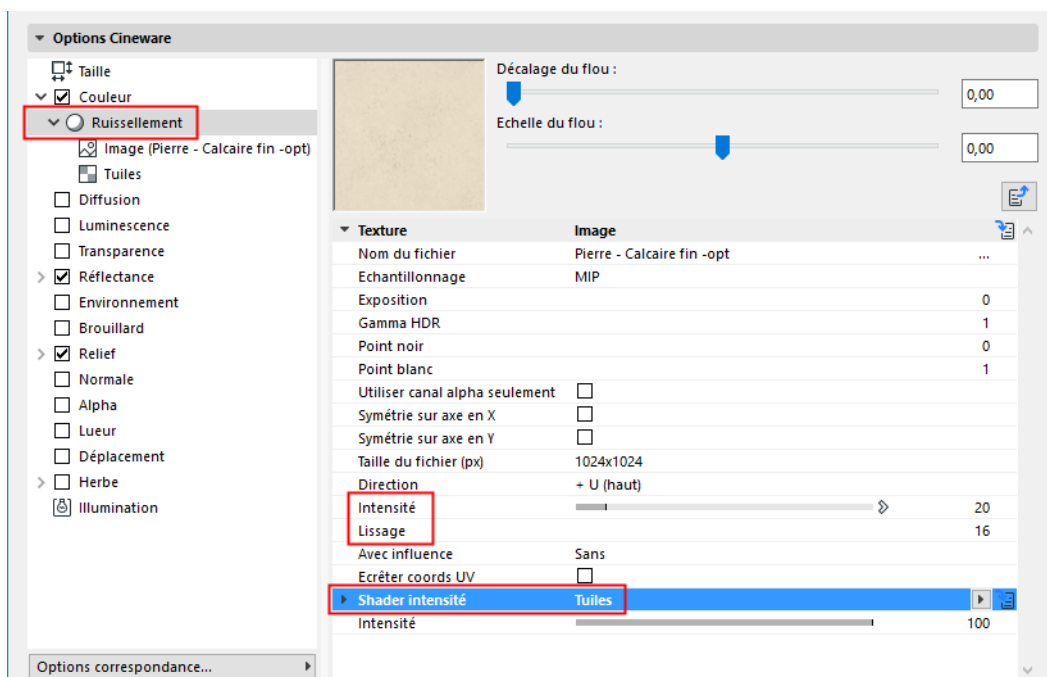 Options Cineware
Taille
Couleur
Ruissellement
Image (Pierre - Calcaire fin -opt)
Tuiles
Diffusion
Luminescence
Transparence
Réflectance
Environnement
Brouillard
Relief
Normale
Alpha
Lueur
Déplacement
Herbe
Illumination
Options correspondance...
Décalage du flou :
0,00
Echelle du flou :
0,00
Texture Image
Nom du fichier Pierre - Calcaire fin -opt ...
Echantillonnage MIP
Exposition 0
Gamma HDR 1
Point noir 0
Point blanc 1
Utiliser canal alpha seulement
Symétrie sur axe en X
Symétrie sur axe en Y
Taille du fichier (px) 1024x1024
Direction + U (haut)
Intensité 20
Lissage 16
Avec influence Sans
Ecrêter coords UV
Shader intensité Tuiles
Intensité 100